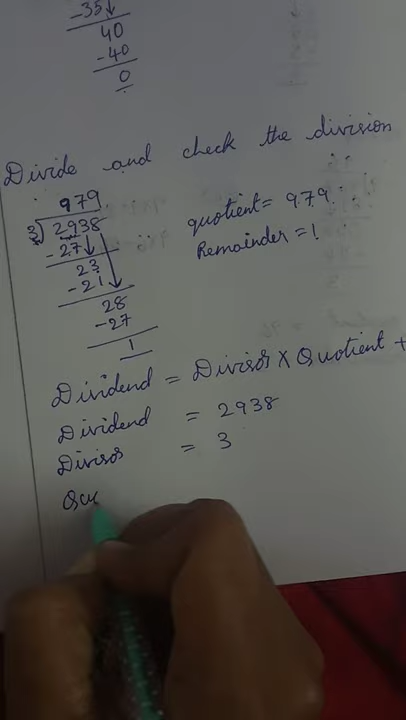 -35↓
40
-40
0
Divide and check the division
979
3) 2938
-27↓
23
-21↓
28
-27
1
quotient = 979
Remainder = 1
Dividend = Divisor × Quotient +
Dividend = 2938
Divisor = 3
Qu